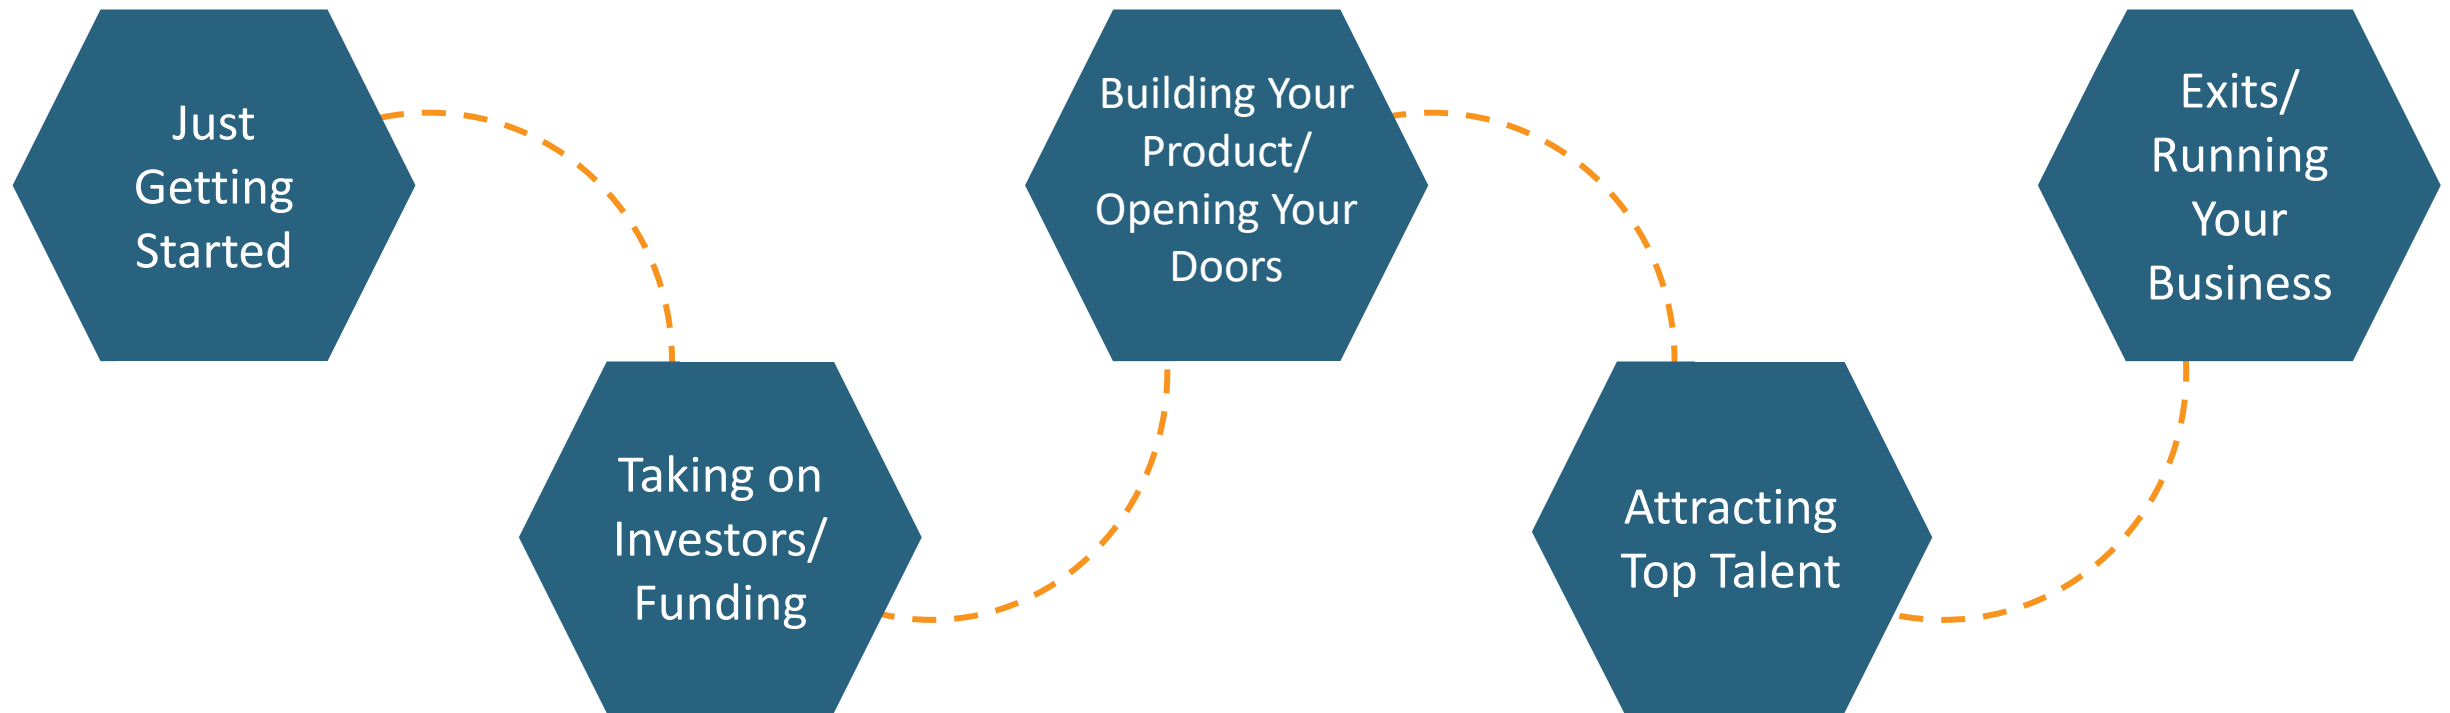 Just
Getting
Started
Taking on
Investors/
Funding
Building Your
Product/
Opening Your
Doors
Attracting
Top Talent
Exits/
Running
Your
Business